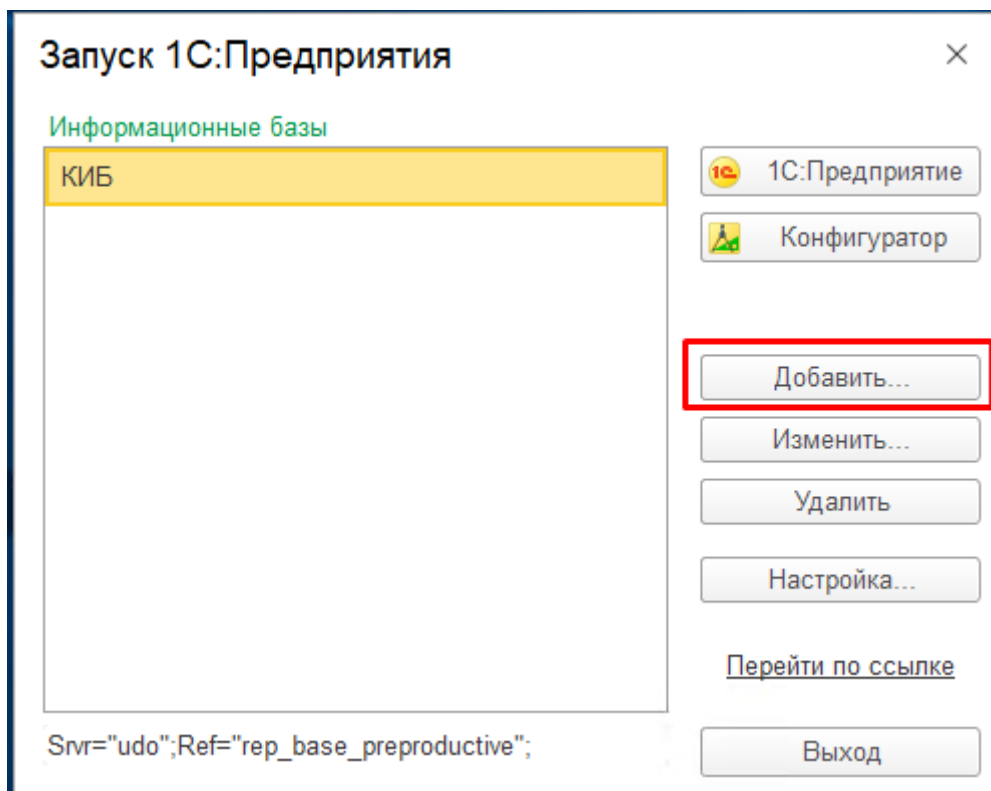 Запуск 1С:Предприятия
Информационные базы
КИБ
1С:Предприятие
Конфигуратор
Добавить...
Изменить...
Удалить
Настройка...
Перейти по ссылке
Srvr="udo";Ref="rep_base_preproductive";
Выход